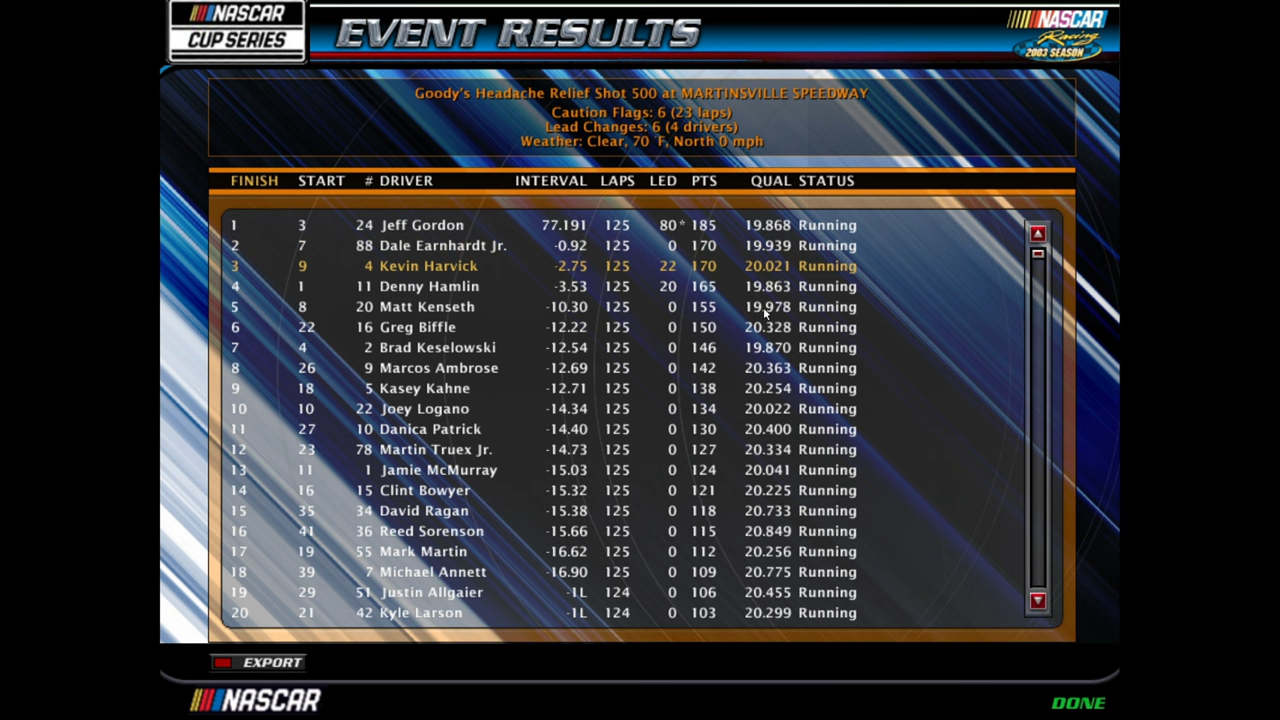 NASCAR
CUP SERIES
EVENT RESULTS
NASCAR
Racing
2003 SEASON
Goody's Headache Relief Shot 500 at MARTINSVILLE SPEEDWAY
Caution Flags: 6 (23 laps)
Lead Changes: 6 (4 drivers)
Weather: Clear, 70 F, North 0 mph
FINISH START # DRIVER INTERVAL LAPS LED PTS QUAL STATUS
1 3 24 Jeff Gordon 77.191 125 80* 185 19.868 Running
2 7 88 Dale Earnhardt Jr. -0.92 125 0 170 19.939 Running
3 9 4 Kevin Harvick -2.75 125 22 170 20.021 Running
4 1 11 Denny Hamlin -3.53 125 20 165 19.863 Running
5 8 20 Matt Kenseth -10.30 125 0 155 19.978 Running
6 22 16 Greg Biffle -12.22 125 0 150 20.328 Running
7 4 2 Brad Keselowski -12.54 125 0 146 19.870 Running
8 26 9 Marcos Ambrose -12.69 125 0 142 20.363 Running
9 18 5 Kasey Kahne -12.71 125 0 138 20.254 Running
10 10 22 Joey Logano -14.34 125 0 134 20.022 Running
11 27 10 Danica Patrick -14.40 125 0 130 20.400 Running
12 23 78 Martin Truex Jr. -14.73 125 0 127 20.334 Running
13 11 1 Jamie McMurray -15.03 125 0 124 20.041 Running
14 16 15 Clint Bowyer -15.32 125 0 121 20.225 Running
15 35 34 David Ragan -15.38 125 0 118 20.733 Running
16 41 36 Reed Sorenson -15.66 125 0 115 20.849 Running
17 19 55 Mark Martin -16.62 125 0 112 20.256 Running
18 39 7 Michael Annett -16.90 125 0 109 20.775 Running
19 29 51 Justin Allgaier -1L 124 0 106 20.455 Running
20 21 42 Kyle Larson -1L 124 0 103 20.299 Running
EXPORT
NASCAR
DONE